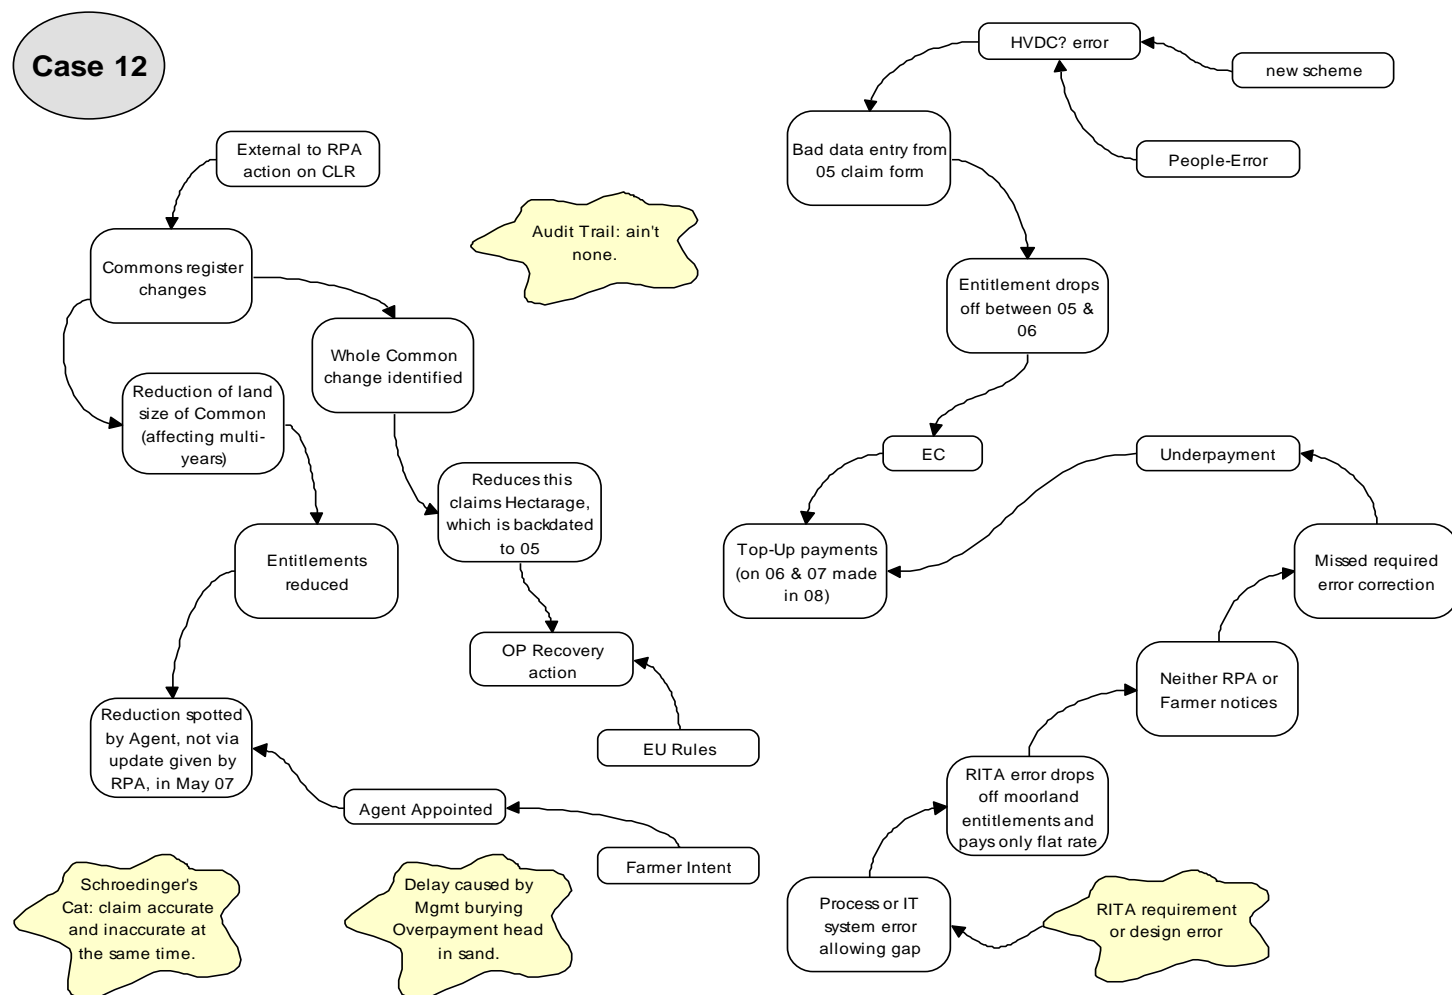 Case 12
HVDC? error
new scheme
People-Error
Bad data entry from
05 claim form
External to RPA
action on CLR
Audit Trail: ain't
none.
Commons register
changes
Entitlement drops
off between 05 &
06
Whole Common
change identified
Reduction of land
size of Common
(affecting multi-
years)
EC
Underpayment
Reduces this
claims Hectarage,
which is backdated
to 05
Top-Up payments
(on 06 & 07 made
in 08)
Missed required
error correction
Entitlements
reduced
OP Recovery
action
Neither RPA or
Farmer notices
EU Rules
Reduction spotted
by Agent, not via
update given by
RPA, in May 07
Agent Appointed
Farmer Intent
RITA error drops
off moorland
entitlements and
pays only flat rate
Schroedinger's
Cat: claim accurate
and inaccurate at
the same time.
Delay caused by
Mgmt burying
Overpayment head
in sand.
Process or IT
system error
allowing gap
RITA requirement
or design error